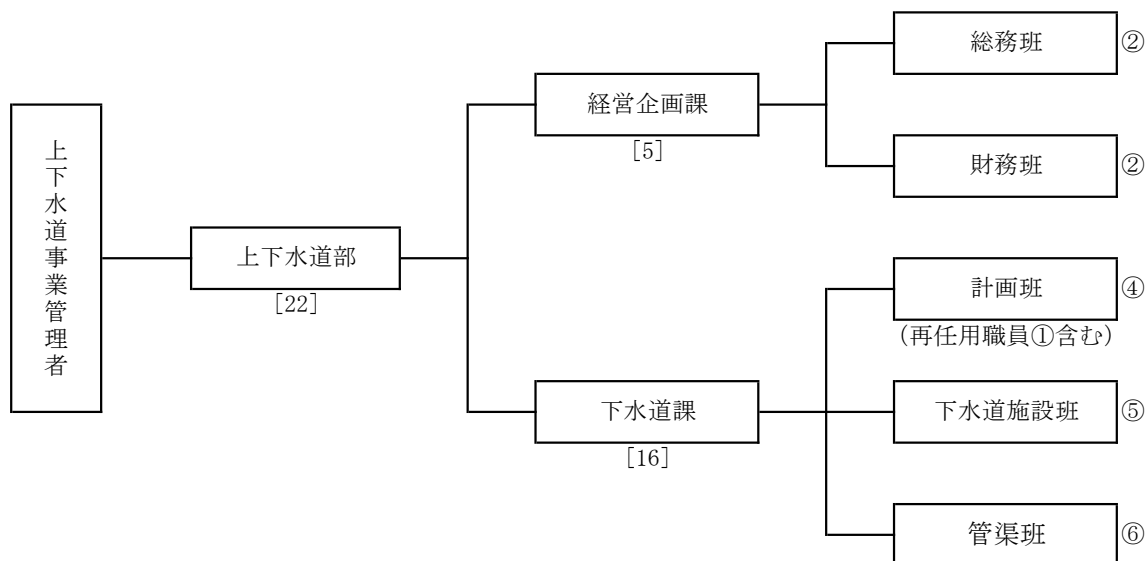 上下水道事業管理者
上下水道部
[22]
経営企画課
[5]
総務班 ②
財務班 ②
下水道課
[16]
計画班 ④
(再任用職員①含む)
下水道施設班 ⑤
管渠班 ⑥